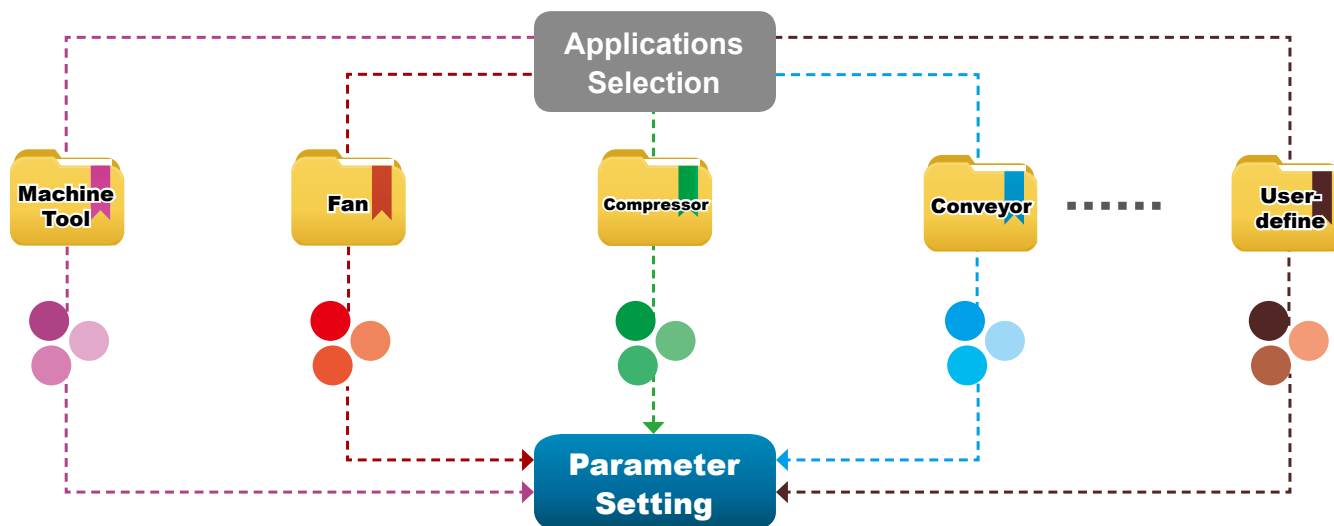 Applications
Selection
Machine
Tool
Fan
Compressor
Conveyor
User-
define
Parameter
Setting